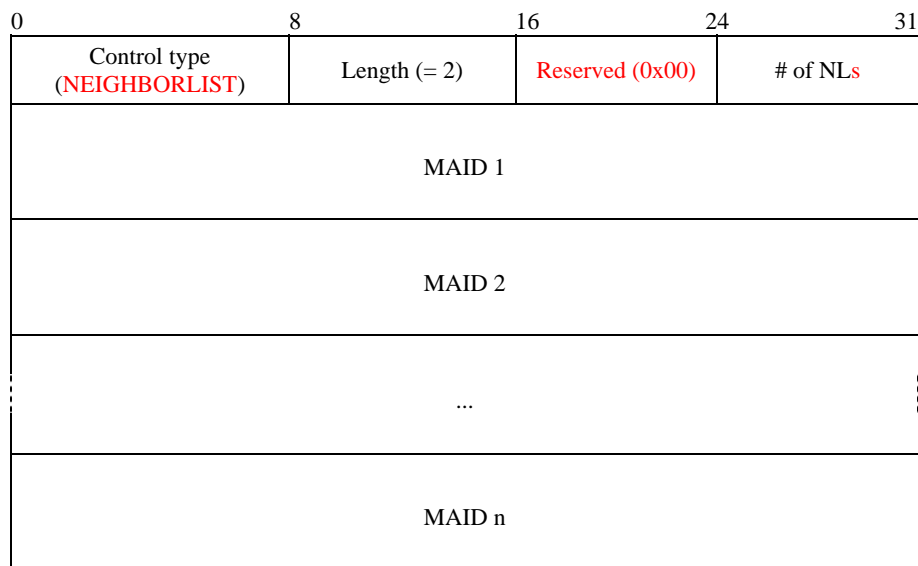 0 8 16 24 31
Control type
(NEIGHBORLIST)
Length (= 2)
Reserved (0x00)
# of NLs
MAID 1
MAID 2
...
MAID n